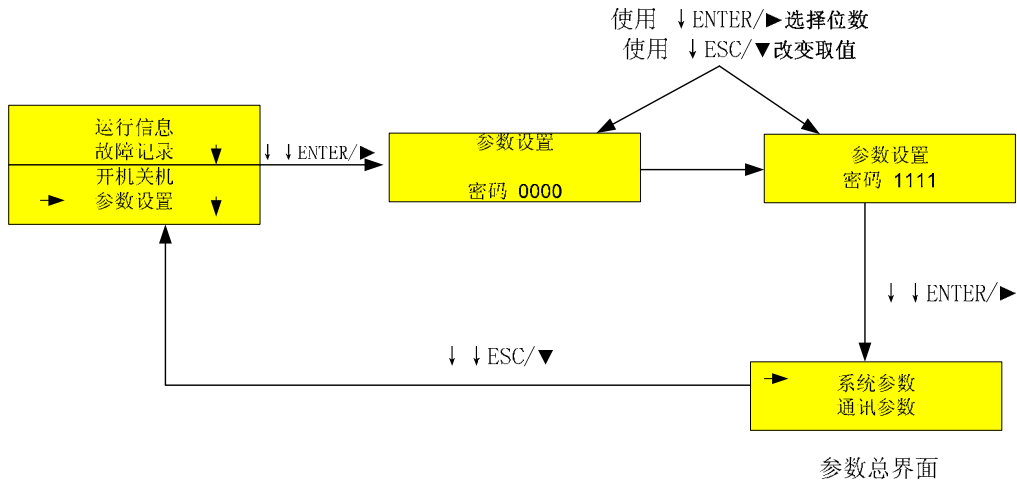 使用 ↓ENTER/▶选择位数
使用 ↓ESC/▼改变取值
运行信息
故障记录
开机关机
参数设置
↓ ↓ENTER/▶
参数设置
密码 0000
参数设置
密码 1111
↓ ↓ENTER/▶
↓ ↓ESC/▼
系统参数
通讯参数
参数总界面